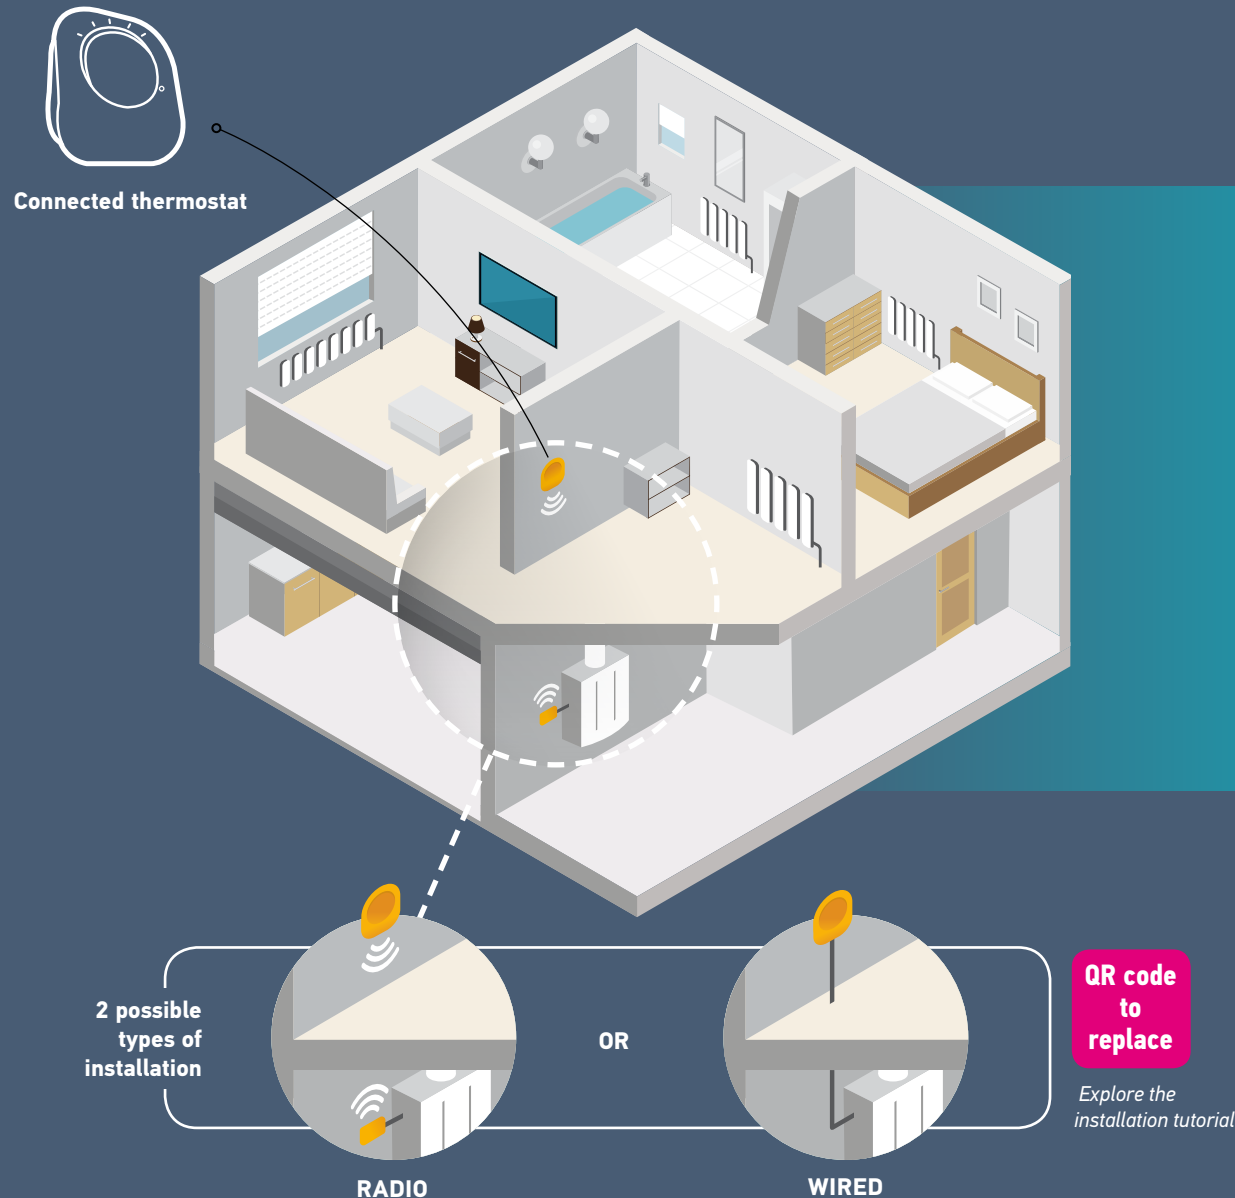 Connected thermostat
2 possible
types of
installation
OR
QR code
to
replace
Explore the
installation tutorial
RADIO
WIRED